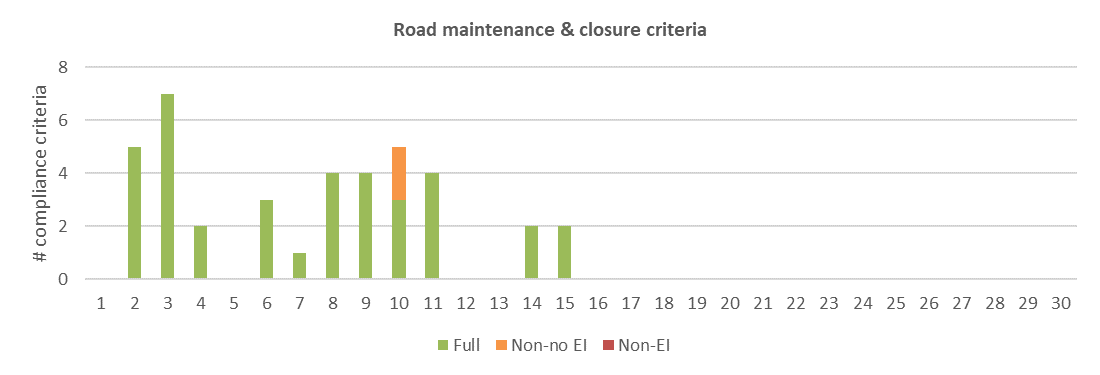 Road maintenance & closure criteria
# compliance criteria
8
6
4
2
0
1 2 3 4 5 6 7 8 9 10 11 12 13 14 15 16 17 18 19 20 21 22 23 24 25 26 27 28 29 30
Full Non-no EI Non-EI